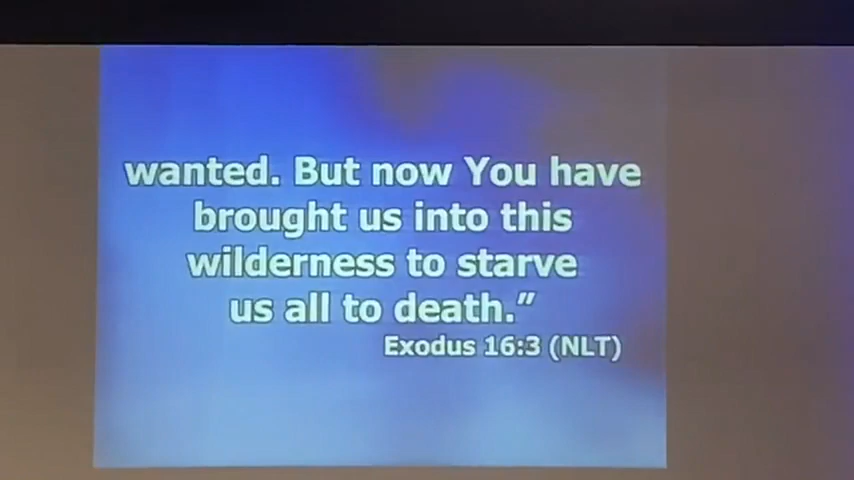 wanted. But now You have
brought us into this
wilderness to starve
us all to death.”
Exodus 16:3 (NLT)